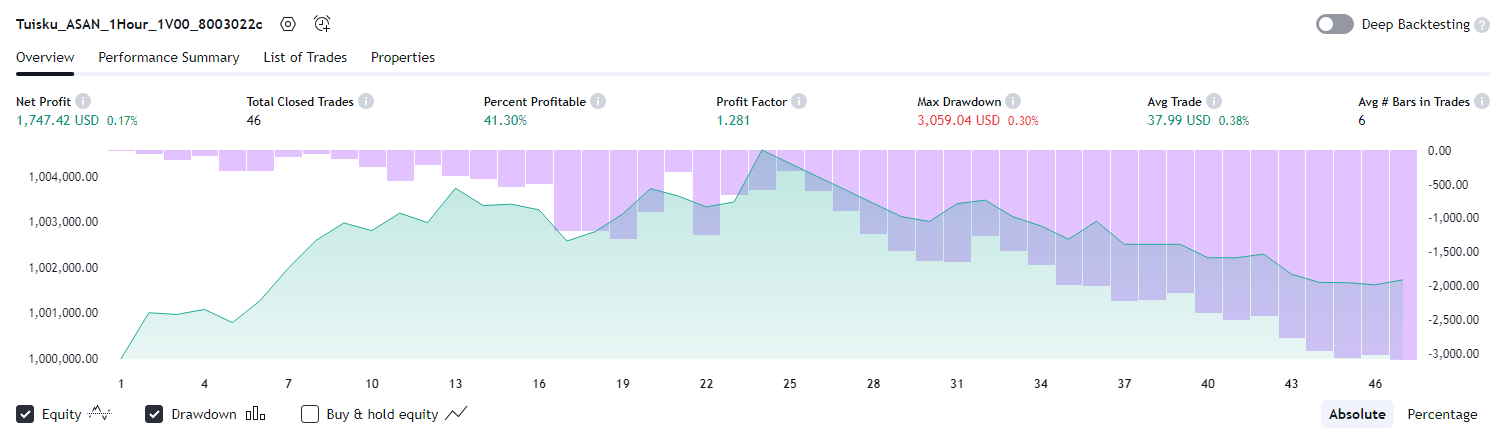 Tuisku_ASAN_1Hour_1V00_8003022c
Deep Backtesting ?
Overview Performance Summary List of Trades Properties
Net Profit Total Closed Trades Percent Profitable Profit Factor Max Drawdown Avg Trade Avg # Bars in Trades
1,747.42 USD 0.17% 46 41.30% 1.281 3,059.04 USD 0.30% 37.99 USD 0.38% 6
0.00
1,004,000.00 -500.00
1,003,000.00 -1,000.00
-1,500.00
1,002,000.00 -2,000.00
1,001,000.00 -2,500.00
1,000,000.00 -3,000.00
1 4 7 10 13 16 19 22 25 28 31 34 37 40 43 46
Equity Drawdown Buy & hold equity Absolute Percentage